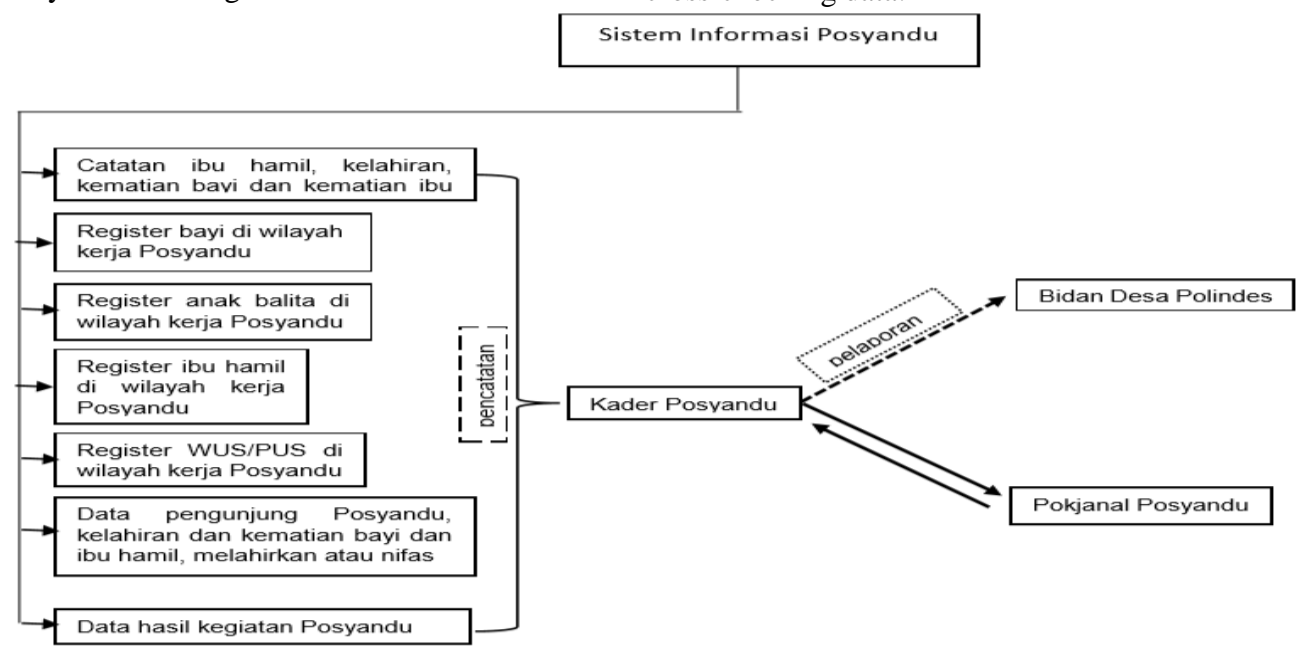 Sistem Informasi Posyandu
Catatan ibu hamil, kelahiran,
kematian bayi dan kematian ibu
Register bayi di wilayah
kerja Posyandu
Register anak balita di
wilayah kerja Posyandu
Register ibu hamil
di wilayah kerja
Posyandu
Register WUS/PUS di
wilayah kerja Posyandu
Data pengunjung Posyandu,
kelahiran dan kematian bayi dan
ibu hamil, melahirkan atau nifas
Data hasil kegiatan Posyandu
pencatatan
Kader Posyandu
pelaporan
Bidan Desa Polindes
Pokjanal Posyandu